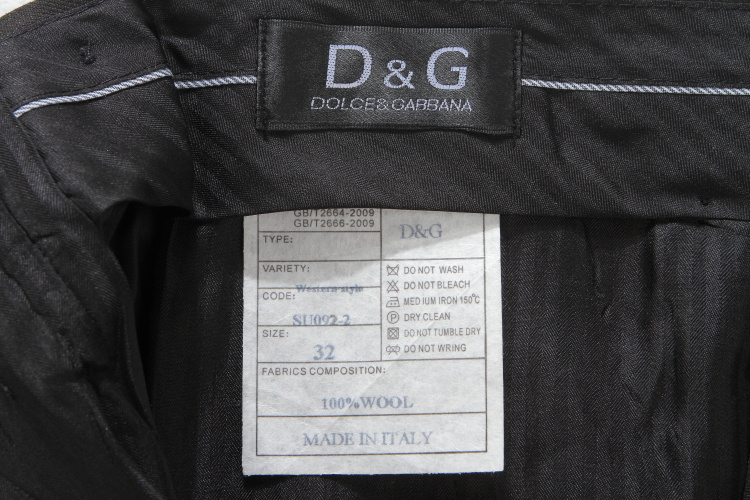 D & G
DOLCE & GABBANA
GB/T2664-2009
GB/T2666-2009
D&G
TYPE:
VARIETY:
Western-style
CODE:
SU092-2
SIZE:
32
DO NOT WASH
DO NOT BLEACH
MEDIUM IRON 150℃
P DRY CLEAN
DO NOT TUMBLE DRY
DO NOT WRING
FABRICS COMPOSITION:
100%WOOL
MADE IN ITALY